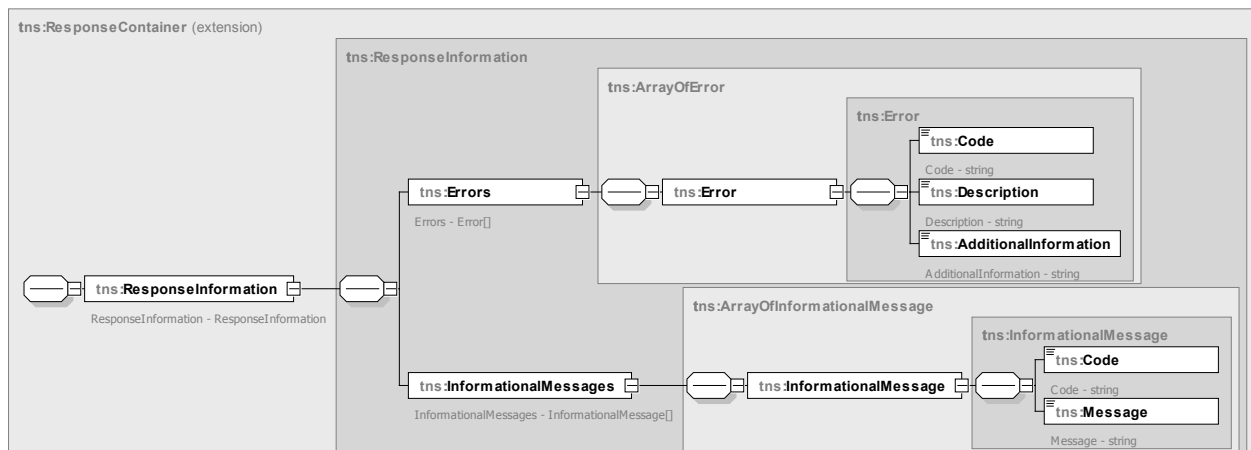 tns:ResponseContainer (extension)
tns:ResponseInformation
tns:ArrayOfError
tns:Error
tns:Code
Code - string
tns:Errors
tns:Error
tns:Description
Errors - Error[]
Description - string
tns:AdditionalInformation
AdditionalInformation - string
tns:ResponseInformation
ResponseInformation - ResponseInformation
tns:ArrayOfInformationalMessage
tns:InformationalMessage
tns:Code
Code - string
tns:InformationalMessages
tns:InformationalMessage
InformationalMessages - InformationalMessage[]
tns:Message
Message - string